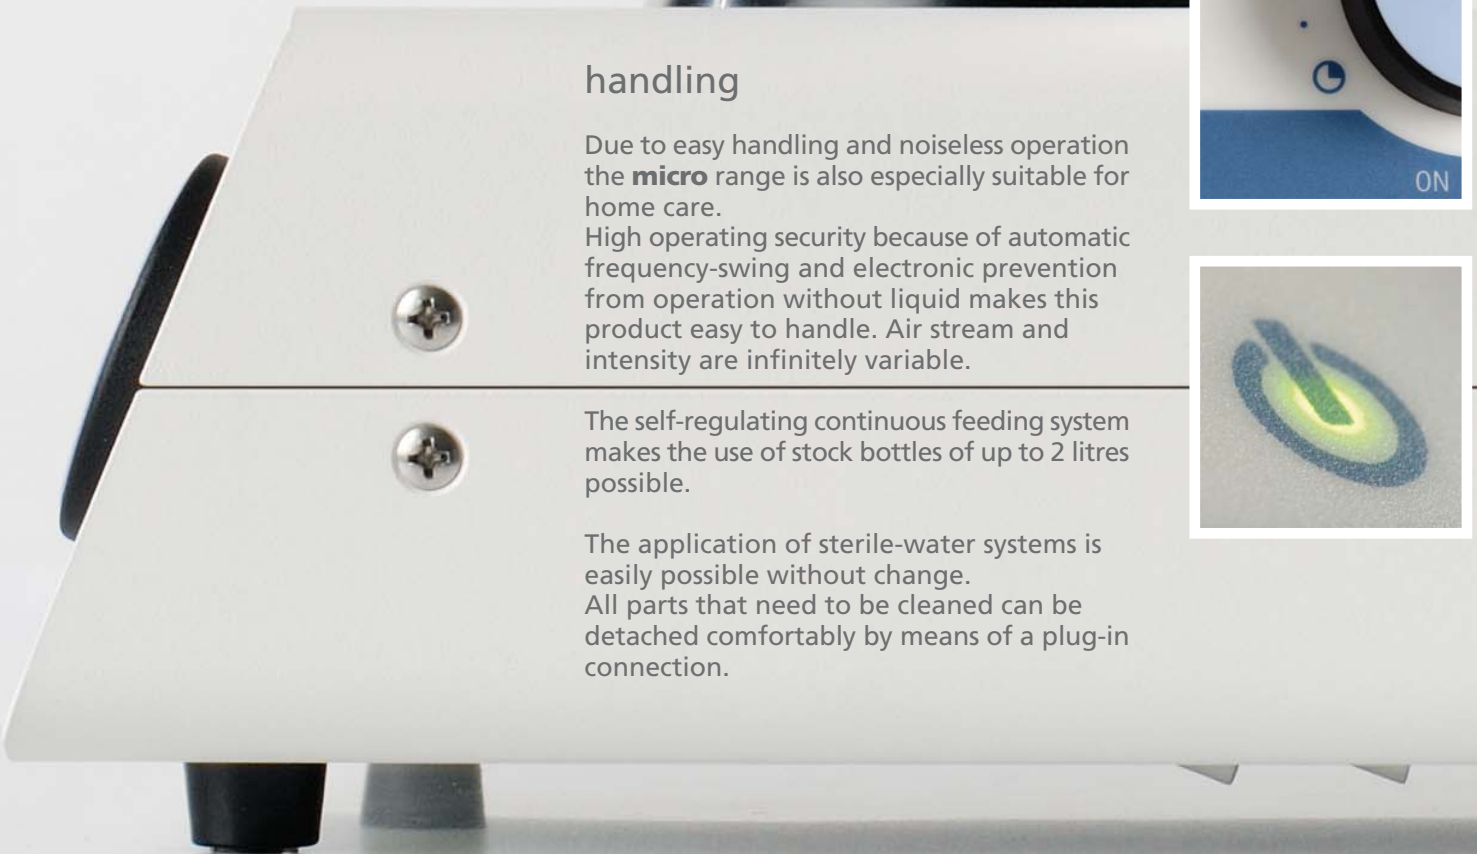 handling
Due to easy handling and noiseless operation
the micro range is also especially suitable for
home care.
High operating security because of automatic
frequency-swing and electronic prevention
from operation without liquid makes this
product easy to handle. Air stream and
intensity are infinitely variable.
The self-regulating continuous feeding system
makes the use of stock bottles of up to 2 litres
possible.
The application of sterile-water systems is
easily possible without change.
All parts that need to be cleaned can be
detached comfortably by means of a plug-in
connection.
ON